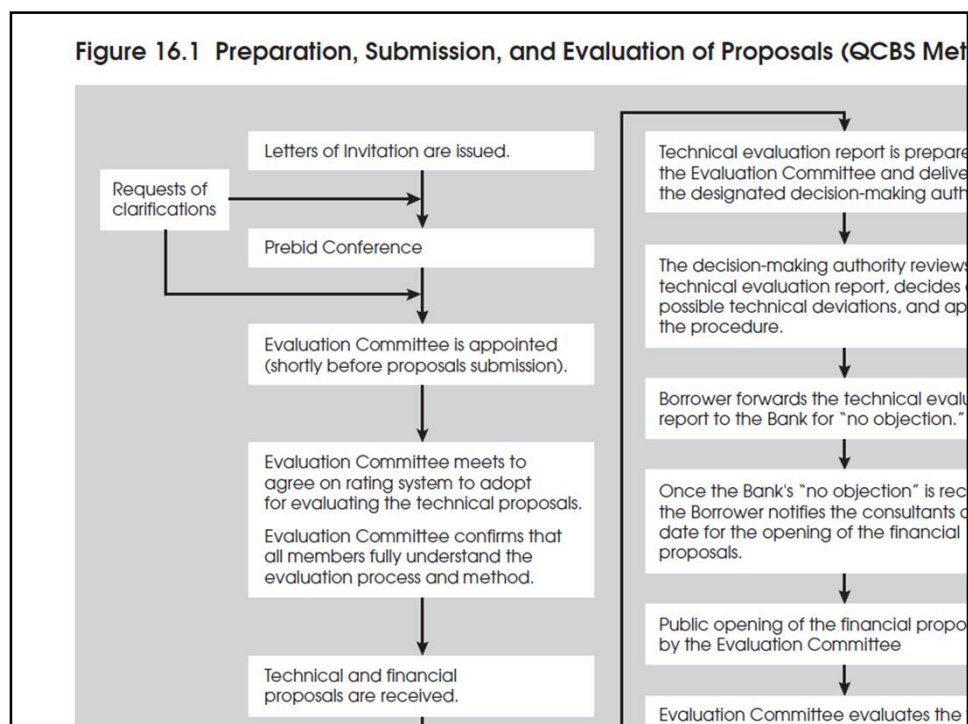 Figure 16.1 Preparation, Submission, and Evaluation of Proposals (QCBS
Letters of Invitation are issued.
Requests of
clarifications
Prebid Conference
Evaluation Committee is appointed
(shortly before proposals submission).
Evaluation Committee meets to
agree on rating system to adopt
for evaluating the technical proposals.
Evaluation Committee confirms that
all members fully understand the
evaluation process and method.
Technical and financial
proposals are received.
Technical evaluation report is
the Evaluation Committee and
the designated decision-making
The decision-making authority reviews
technical evaluation report, decides
possible technical deviations, and
the procedure.
Borrower forwards the technical
report to the Bank for “no objection.”
Once the Bank's “no objection” is
the Borrower notifies the consultants
date for the opening of the financial
proposals.
Public opening of the financial
by the Evaluation Committee
Evaluation Committee evaluates the